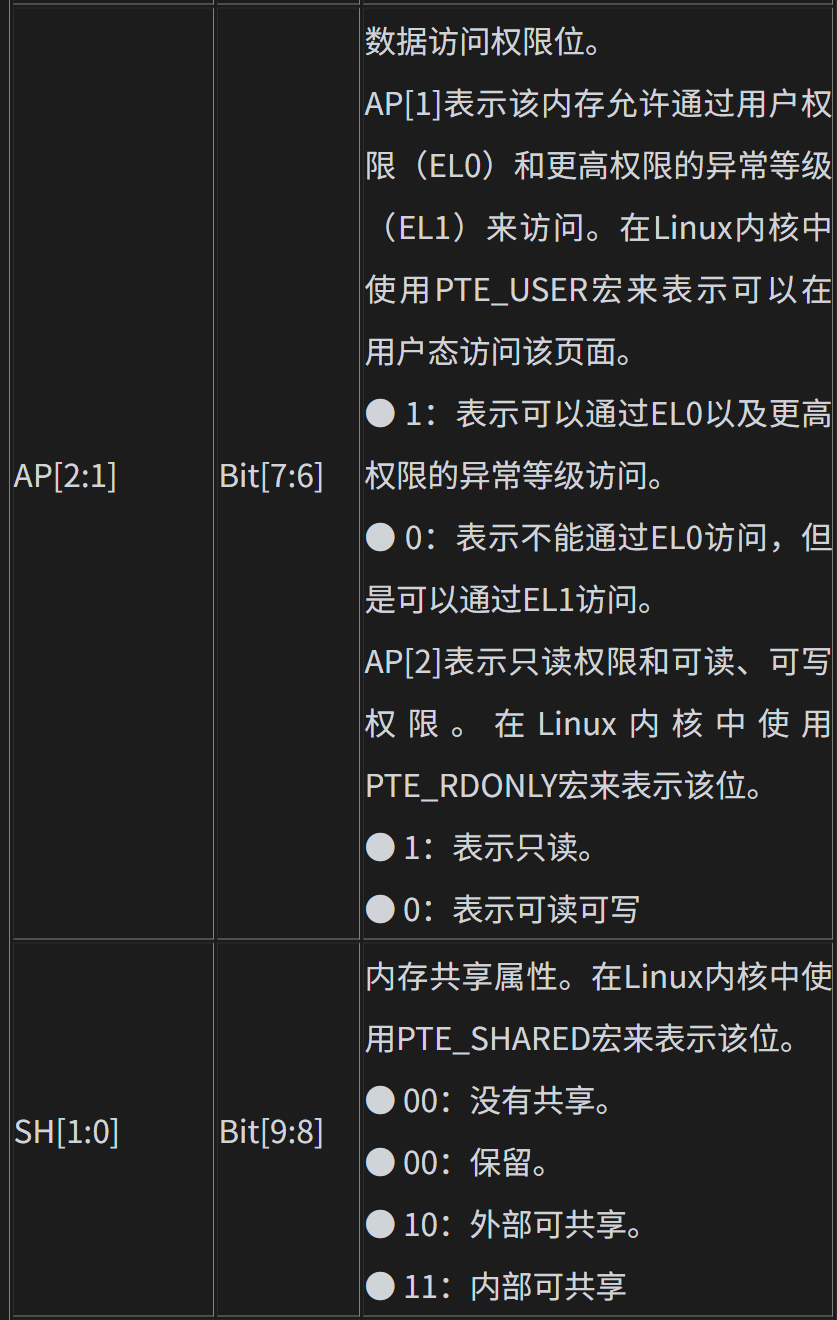 AP[2:1]
Bit[7:6]
数据访问权限位。
AP[1]表示该内存允许通过用户权
限（EL0）和更高权限的异常等级
（EL1）来访问。在Linux内核中
使用PTE_USER宏来表示可以在
用户态访问该页面。
● 1：表示可以通过EL0以及更高
权限的异常等级访问。
● 0：表示不能通过EL0访问，但
是可以通过EL1访问。
AP[2]表示只读权限和可读、可写
权限。在Linux内核中使用
PTE_RDONLY宏来表示该位。
● 1：表示只读。
● 0：表示可读可写
SH[1:0]
Bit[9:8]
内存共享属性。在Linux内核中使
用PTE_SHARED宏来表示该位。
● 00：没有共享。
● 00：保留。
● 10：外部可共享。
● 11：内部可共享